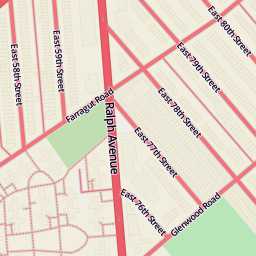 East 80th Street
East 79th Street
East 59th Street
East 58th Street
Farragut Road
Ralph Avenue
East 78th Street
East 77th Street
East 76th Street
Glenwood Road